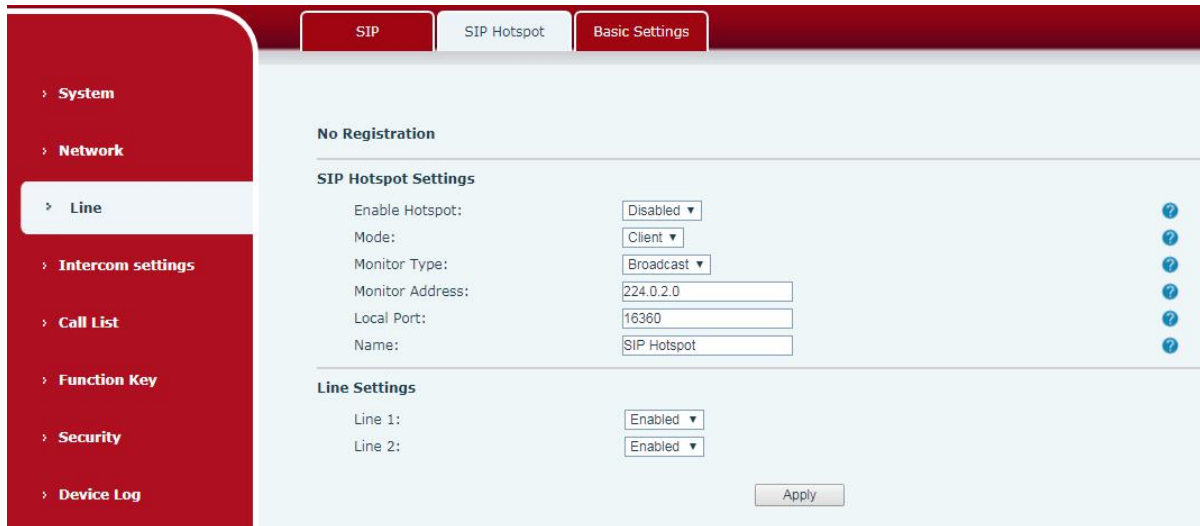 SIP SIP Hotspot Basic Settings
System
Network
Line
Intercom settings
Call List
Function Key
Security
Device Log
No Registration
SIP Hotspot Settings
Enable Hotspot: Disabled
Mode: Client
Monitor Type: Broadcast
Monitor Address: 224.0.2.0
Local Port: 16360
Name: SIP Hotspot
Line Settings
Line 1: Enabled
Line 2: Enabled
Apply